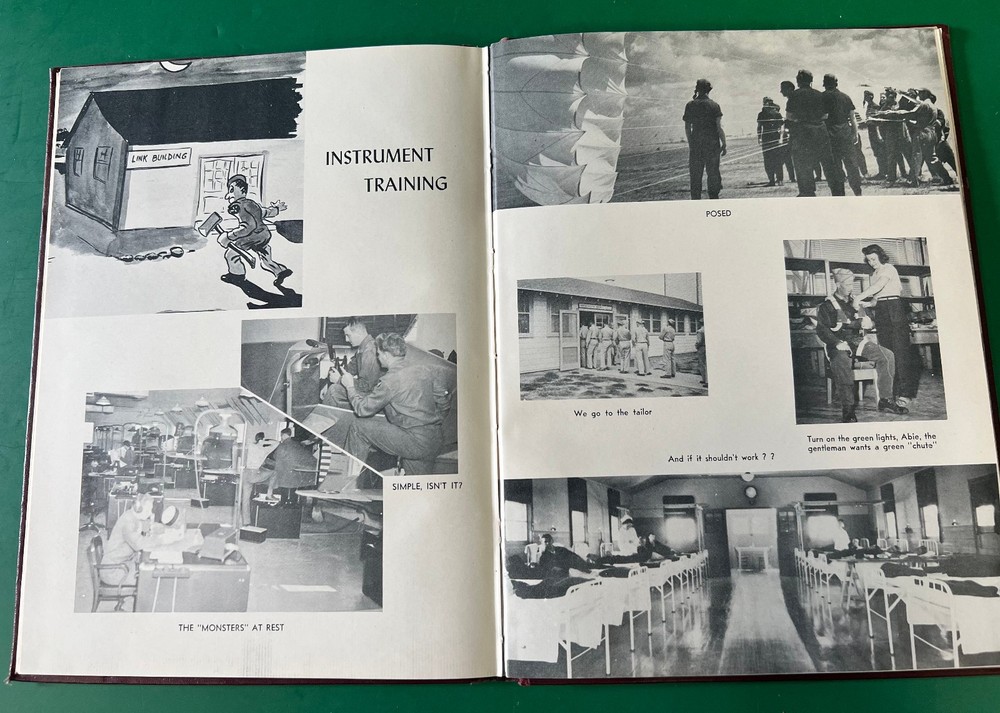 LINK BUILDING
INSTRUMENT
TRAINING
SIMPLE, ISN'T IT?
THE "MONSTERS" AT REST
POSED
We go to the tailor
Turn on the green lights, Abie, the
gentleman wants a green "chute"
And if it shouldn't work ? ?